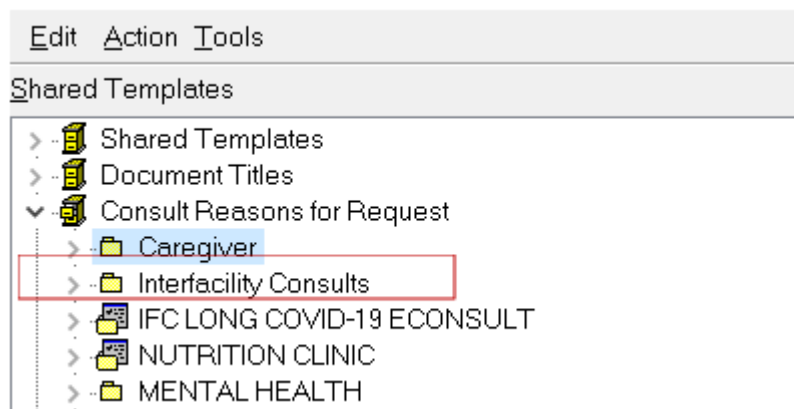 Edit Action Tools
Shared Templates
Shared Templates
Document Titles
Consult Reasons for Request
Caregiver
Interfacility Consults
IFC LONG COVID-19 ECONSULT
NUTRITION CLINIC
MENTAL HEALTH